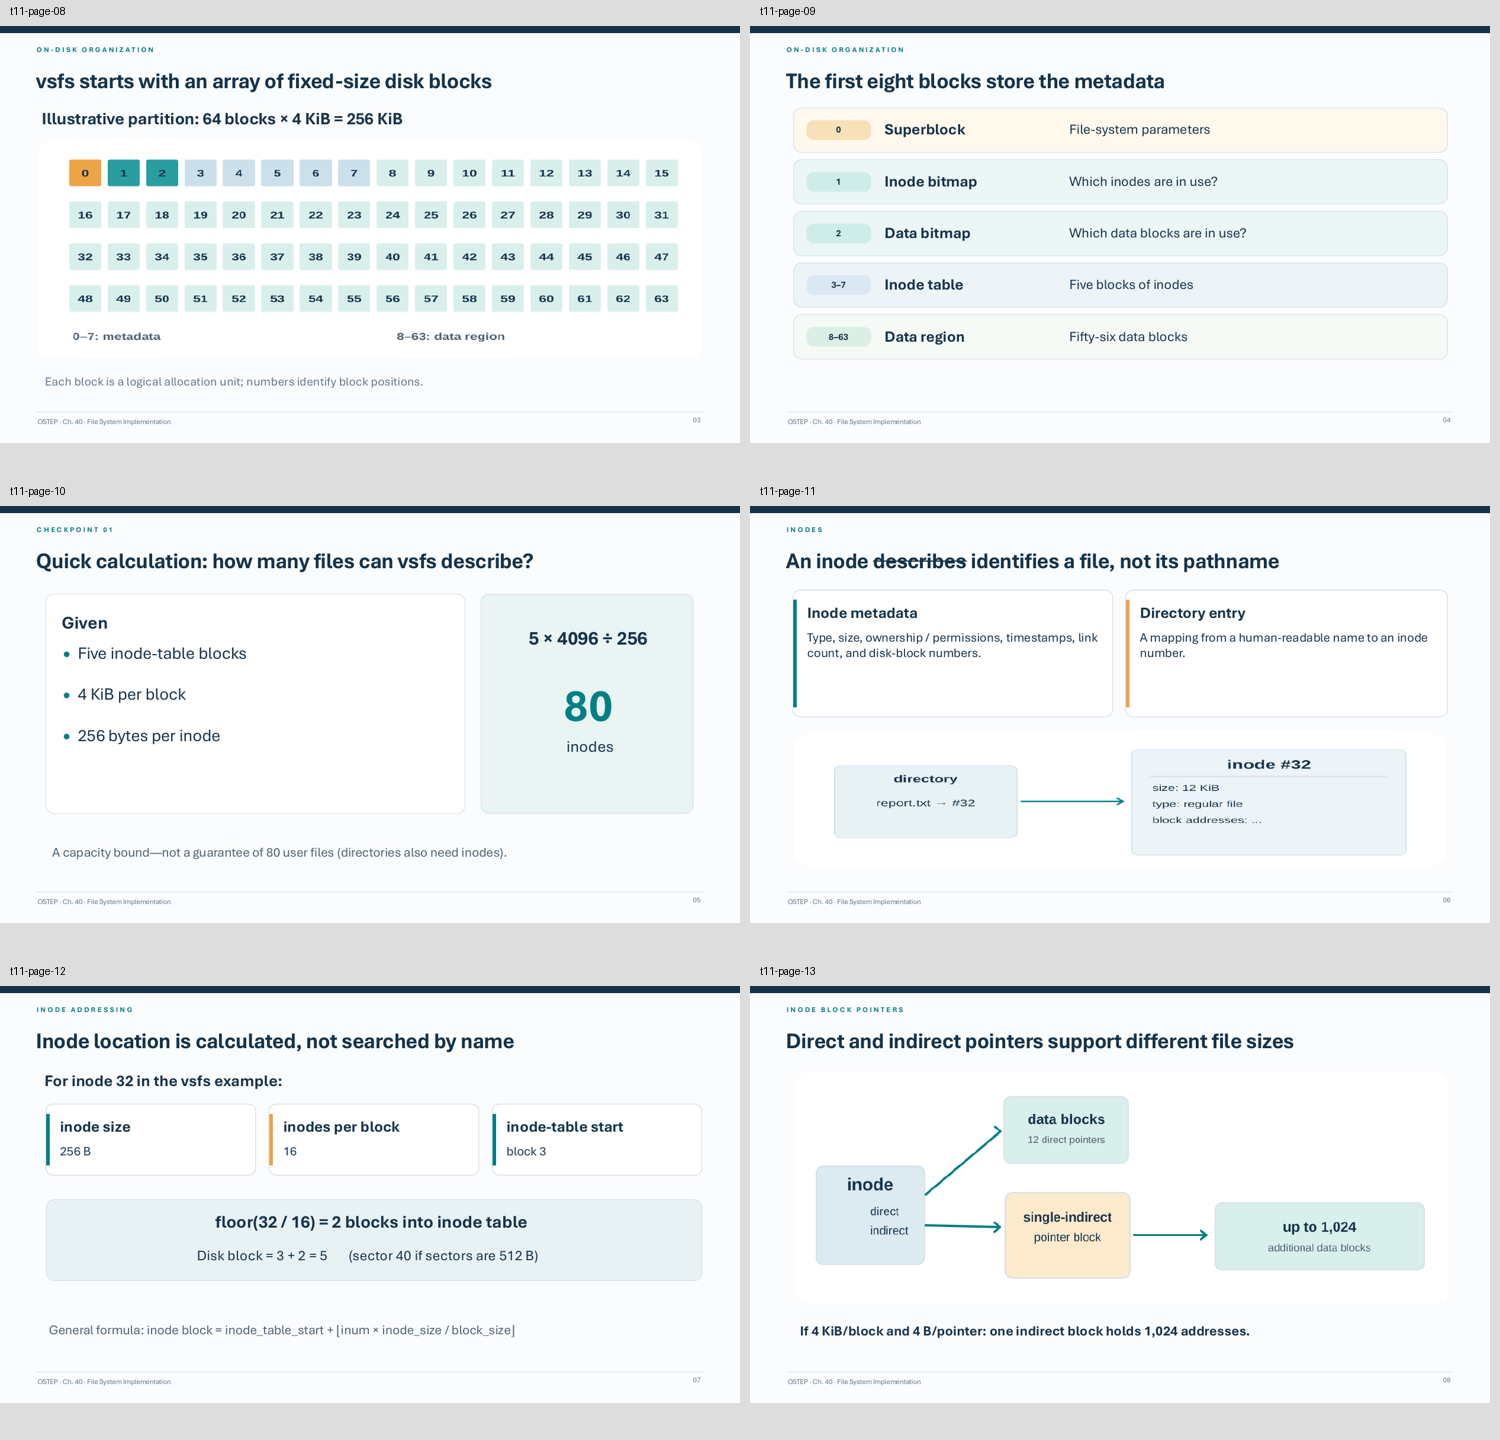 t11-page-08
ON-DISK ORGANIZATION
vsfs starts with an array of fixed-size disk blocks
Illustrative partition: 64 blocks × 4 KiB = 256 KiB
0 1 2 3 4 5 6 7 8 9 10 11 12 13 14 15
16 17 18 19 20 21 22 23 24 25 26 27 28 29 30 31
32 33 34 35 36 37 38 39 40 41 42 43 44 45 46 47
48 49 50 51 52 53 54 55 56 57 58 59 60 61 62 63
0–7: metadata 8–63: data region
Each block is a logical allocation unit; numbers identify block positions.
OSTEP · Ch. 40 · File System Implementation 03
t11-page-09
ON-DISK ORGANIZATION
The first eight blocks store the metadata
0 Superblock File-system parameters
1 Inode bitmap Which inodes are in use?
2 Data bitmap Which data blocks are in use?
3–7 Inode table Five blocks of inodes
8–63 Data region Fifty-six data blocks
OSTEP · Ch. 40 · File System Implementation 04
t11-page-10
CHECKPOINT 01
Quick calculation: how many files can vsfs describe?
Given
• Five inode-table blocks
• 4 KiB per block
• 256 bytes per inode
5 × 4096 ÷ 256
80
inodes
A capacity bound—not a guarantee of 80 user files (directories also need inodes).
OSTEP · Ch. 40 · File System Implementation 05
t11-page-11
INODES
An inode describes identifies a file, not its pathname
Inode metadata
Type, size, ownership / permissions, timestamps, link
count, and disk-block numbers.
Directory entry
A mapping from a human-readable name to an inode
number.
directory
report.txt → #32
inode #32
size: 12 KiB
type: regular file
block addresses: ...
OSTEP · Ch. 40 · File System Implementation 06
t11-page-12
INODE ADDRESSING
Inode location is calculated, not searched by name
For inode 32 in the vsfs example:
inode size
256 B
inodes per block
16
inode-table start
block 3
floor(32 / 16) = 2 blocks into inode table
Disk block = 3 + 2 = 5 (sector 40 if sectors are 512 B)
General formula: inode block = inode_table_start + ⌊inum × inode_size / block_size⌋
OSTEP · Ch. 40 · File System Implementation 07
t11-page-13
INODE BLOCK POINTERS
Direct and indirect pointers support different file sizes
inode
direct
indirect
data blocks
12 direct pointers
single-indirect
pointer block
up to 1,024
additional data blocks
If 4 KiB/block and 4 B/pointer: one indirect block holds 1,024 addresses.
OSTEP · Ch. 40 · File System Implementation 08